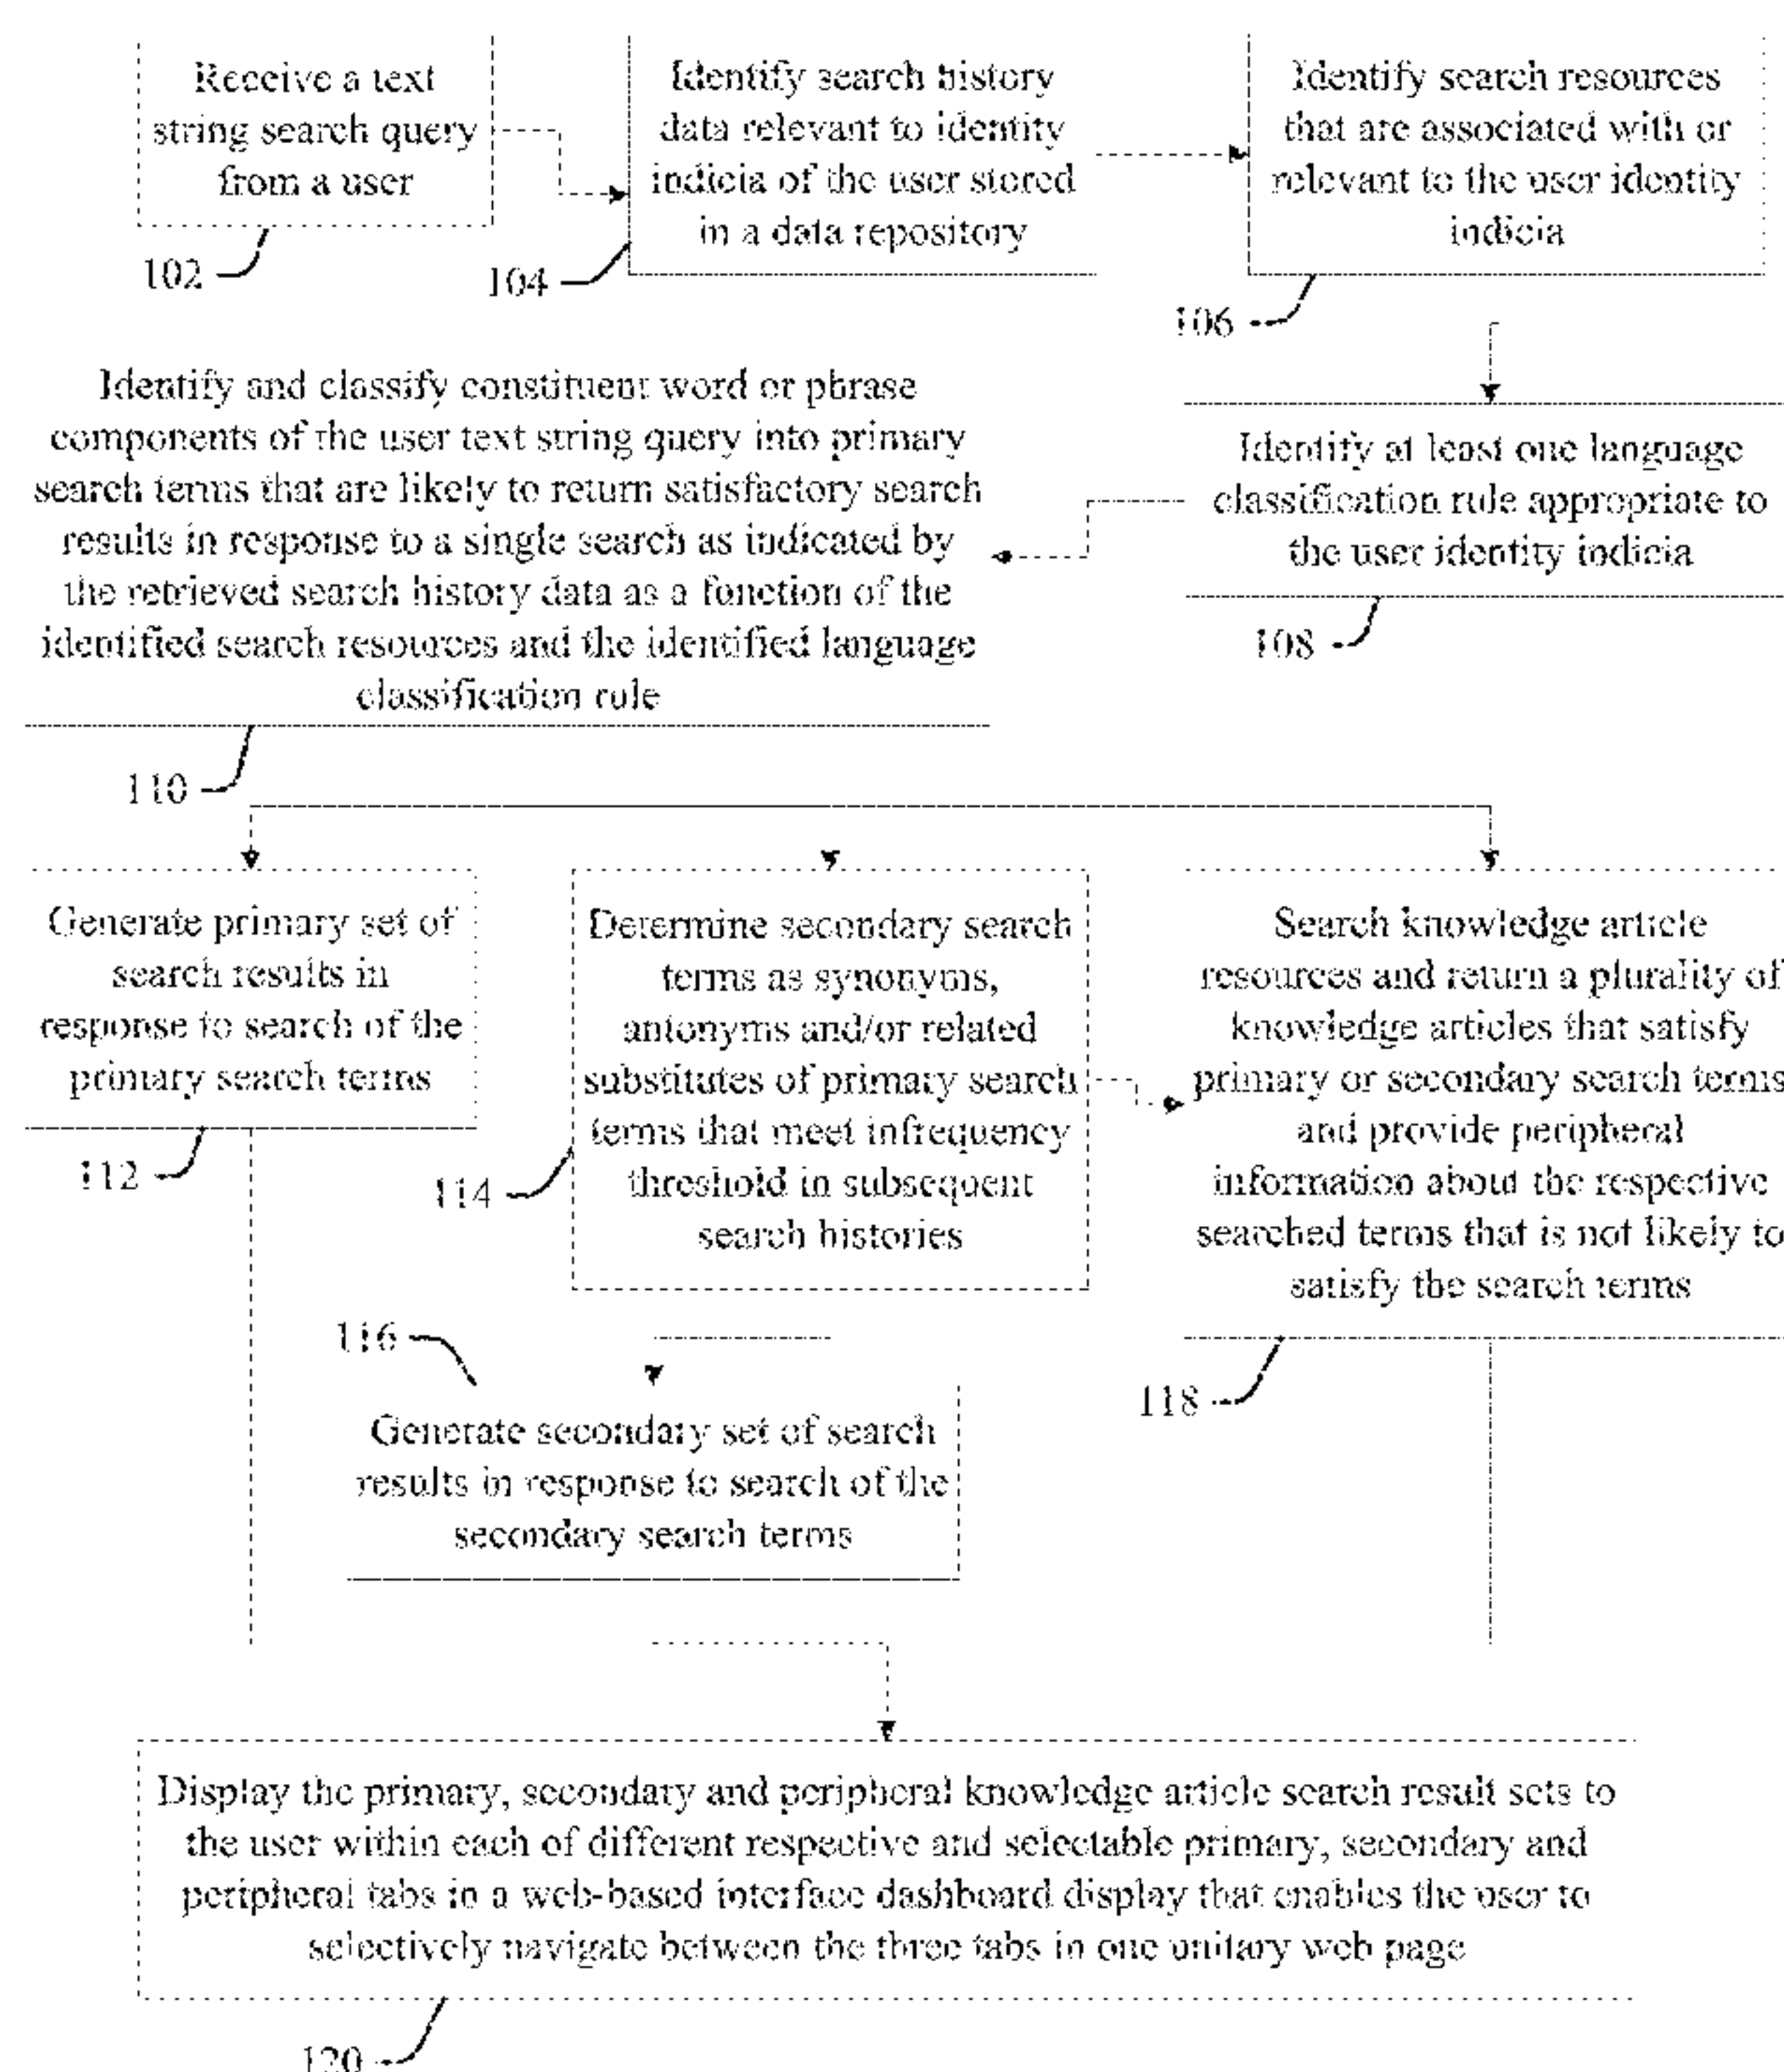 Receive a text
string search query
from a user
102
Identify search history
data relevant to identity
indicia of the user stored
in a data repository
104
Identify search resources
that are associated with or
relevant to the user identity
indicia
106
Identify at least one language
classification rule appropriate to
the user identity indicia
108
Identify and classify constituent word or phrase
components of the user text string query into primary
search terms that are likely to return satisfactory search
results in response to a single search as indicated by
the retrieved search history data as a function of the
identified search resources and the identified language
classification rule
110
Generate primary set of
search results in
response to search of the
primary search terms
112
Determine secondary search
terms as synonyms,
antonyms and/or related
substitutes of primary search
terms that meet infrequency
threshold in subsequent
search histories
114
116
Generate secondary set of search
results in response to search of the
secondary search terms
Search knowledge article
resources and return a plurality of
knowledge articles that satisfy
primary or secondary search terms
and provide peripheral
information about the respective
searched terms that is not likely to
satisfy the search terms
118
Display the primary, secondary and peripheral knowledge article search result sets to
the user within each of different respective and selectable primary, secondary and
peripheral tabs in a web-based interface dashboard display that enables the user to
selectively navigate between the three tabs in one unitary web page
120